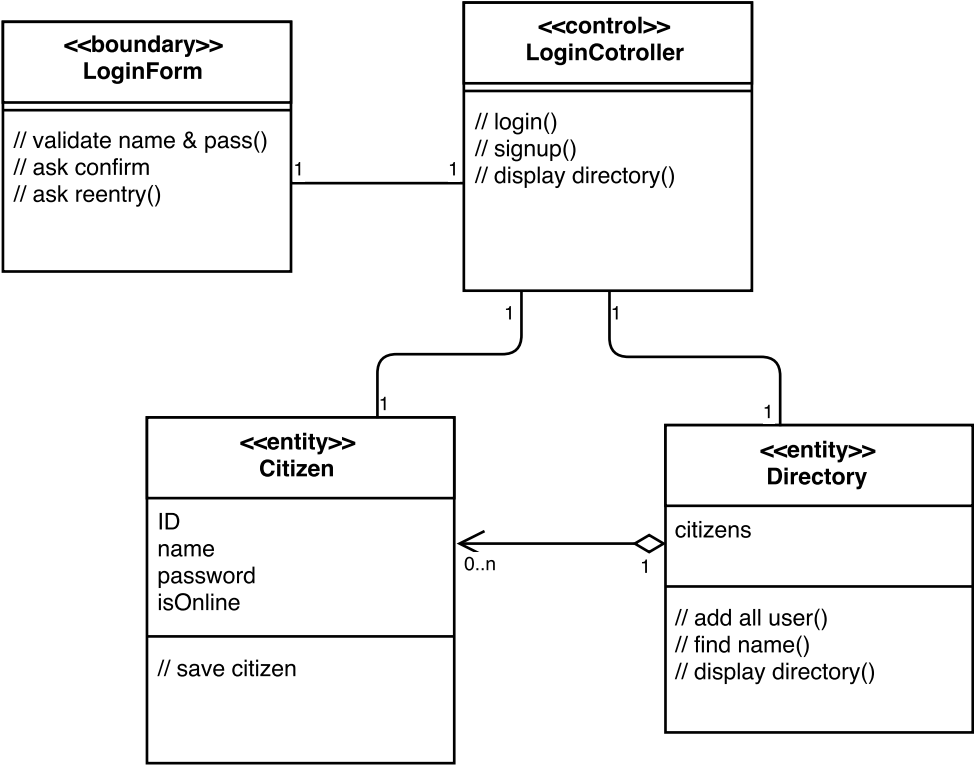 <<boundary>>
LoginForm
// validate name & pass()
// ask confirm
// ask reentry()
1
1
<<control>>
LoginCotroller
// login()
// signup()
// display directory()
1
1
1
1
<<entity>>
Citizen
ID
name
password
isOnline
// save citizen
0..n
1
<<entity>>
Directory
citizens
// add all user()
// find name()
// display directory()